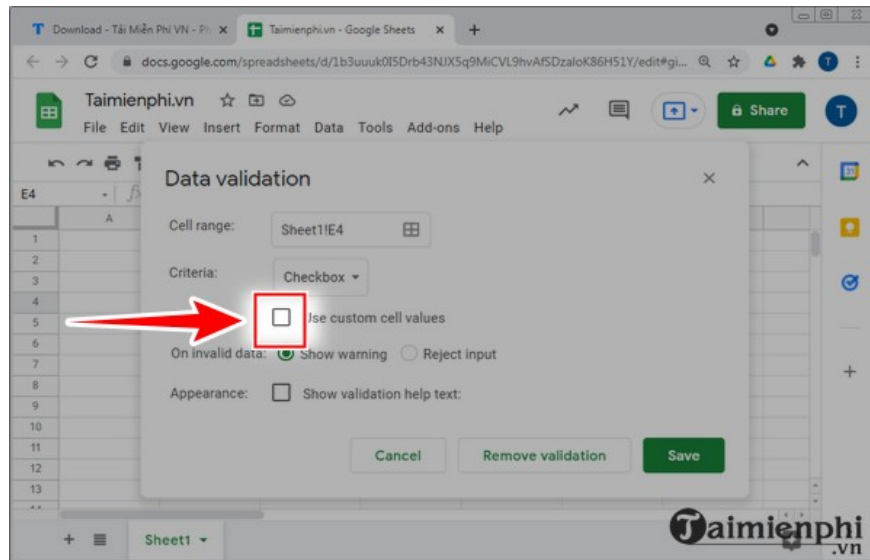 Download - Tải Miễn Phí VN - Ph
Taimienphi.vn - Google Sheets
docs.google.com/spreadsheets/d/1b3uuuk0I5Drb43NJX5q9MiCVL9hvAfSDzaloK86H51Y/edit#gi...
T
Taimienphi.vn
File Edit View Insert Format Data Tools Add-ons Help
Share
T
E4
fx
Data validation
A
Cell range: Sheet1!E4
Criteria: Checkbox
Use custom cell values
On invalid data: Show warning Reject input
Appearance: Show validation help text:
Cancel Remove validation Save
1
2
3
4
5
6
7
8
9
10
11
12
13
31
Sheet1
Taimienphi
.vn